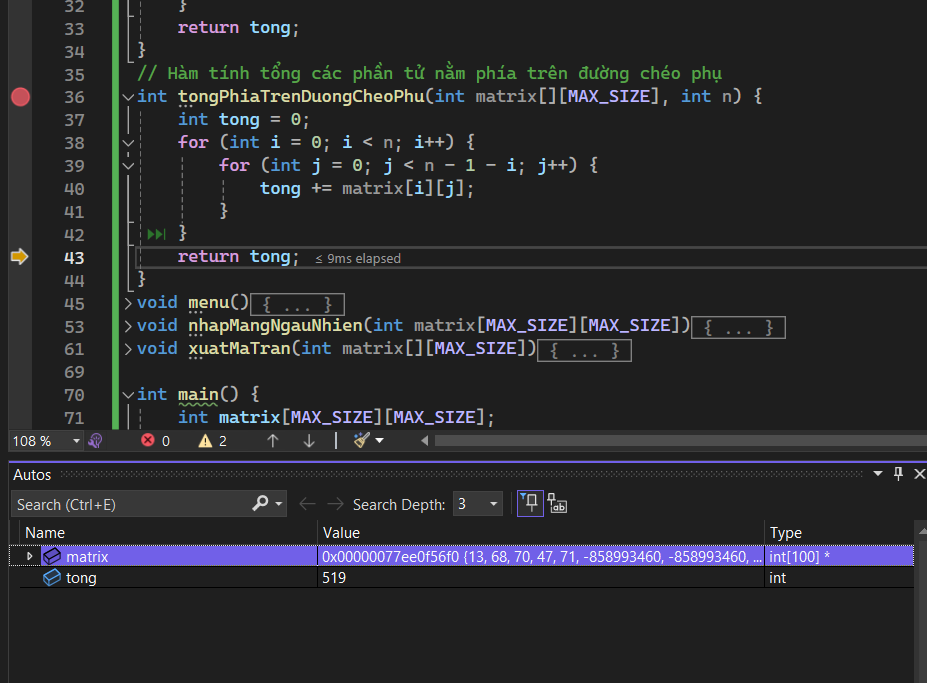 32 }
33 return tong;
34 }
35 // Hàm tính tổng các phần tử nằm phía trên đường chéo phụ
36 int tongPhiaTrenDuongCheoPhu(int matrix[][MAX_SIZE], int n) {
37 int tong = 0;
38 for (int i = 0; i < n; i++) {
39 for (int j = 0; j < n - 1 - i; j++) {
40 tong += matrix[i][j];
41 }
42 }
43 return tong; ≤ 9ms elapsed
44 }
45 void menu() { ... }
53 void nhapMangNgauNhien(int matrix[MAX_SIZE][MAX_SIZE]) { ... }
61 void xuatMaTran(int matrix[][MAX_SIZE]) { ... }
69
70 int main() {
71 int matrix[MAX_SIZE][MAX_SIZE];
108 % 0 2
Autos
Search (Ctrl+E) Search Depth: 3
Name Value Type
matrix 0x00000077ee0f56f0 {13, 68, 70, 47, 71, -858993460, -858993460, ... int[100] *
tong 519 int